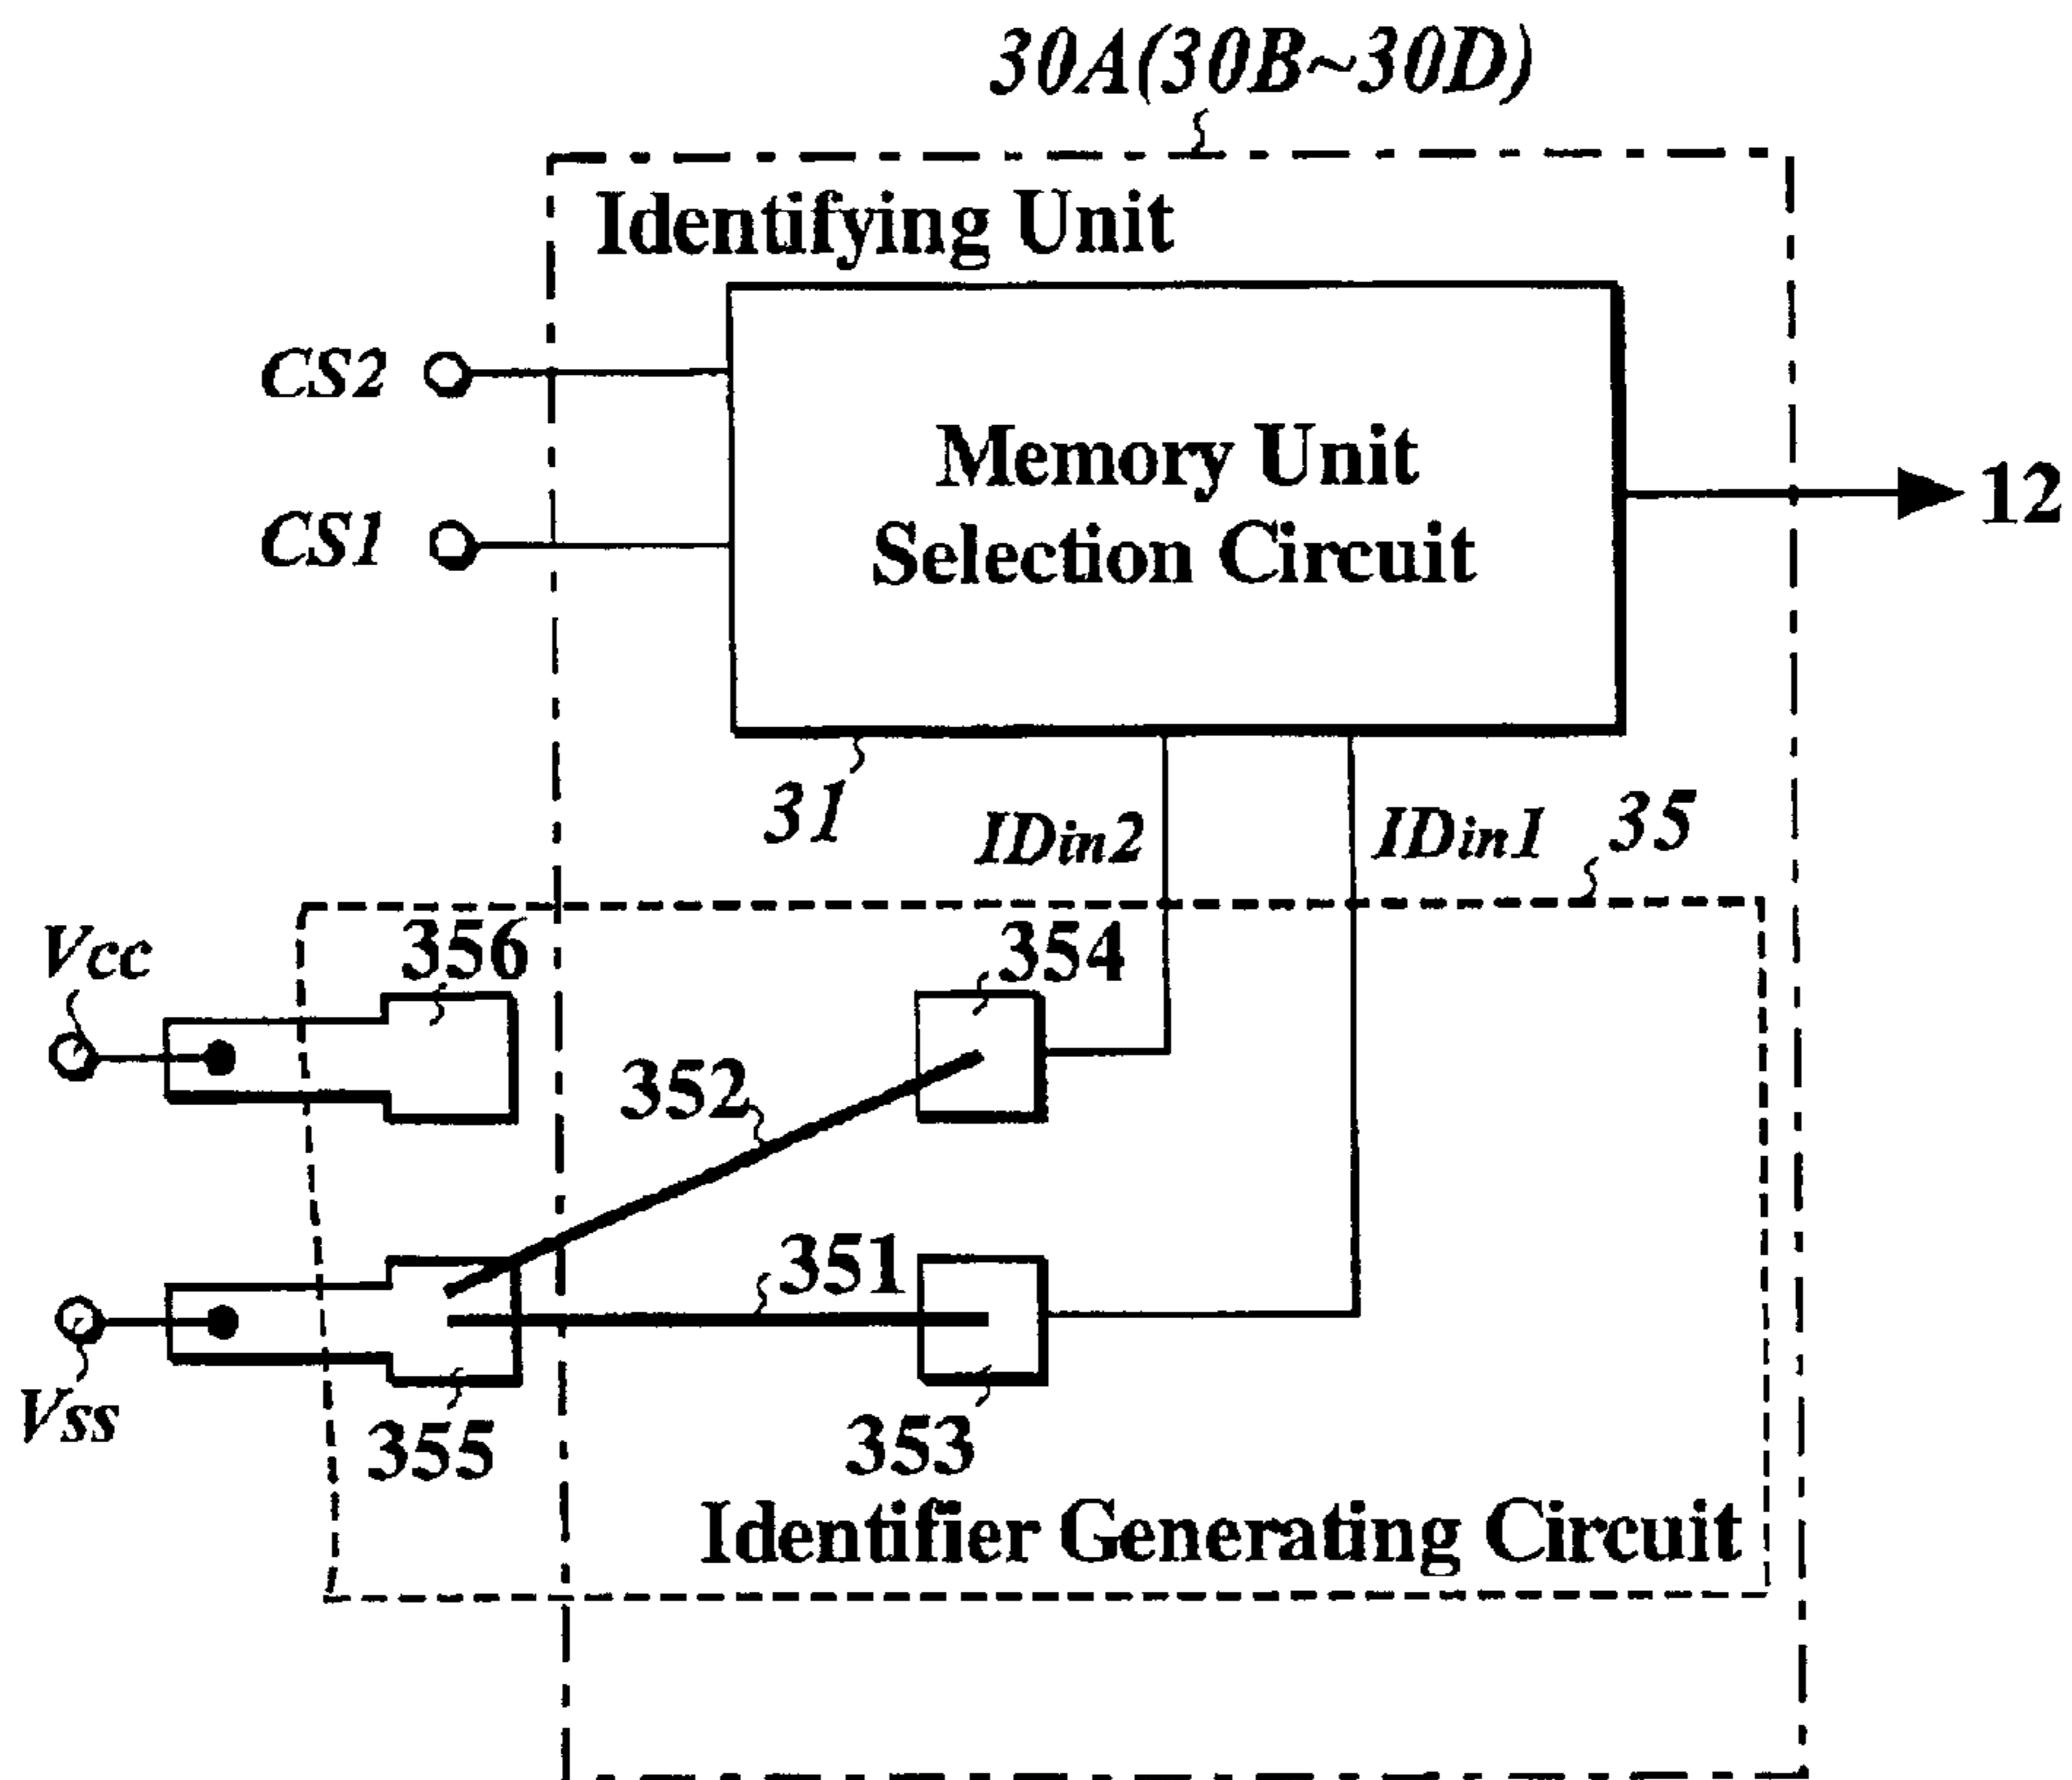 30A(30B~30D)
Identifying Unit
CS2
Memory Unit
Selection Circuit
12
CS1
31
IDin2
IDin1
35
Vcc
356
354
352
351
Vss
355
353
Identifier Generating Circuit